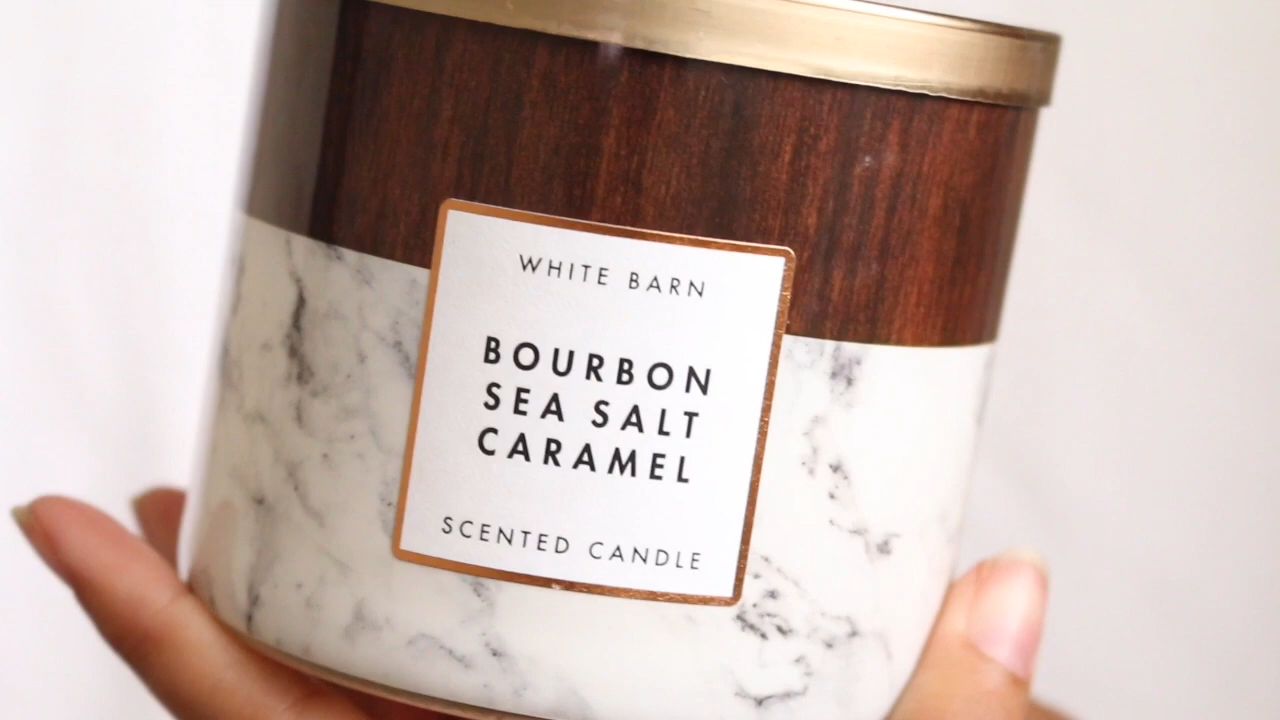 WHITE BARN
BOURBON
SEA SALT
CARAMEL
SCENTED CANDLE